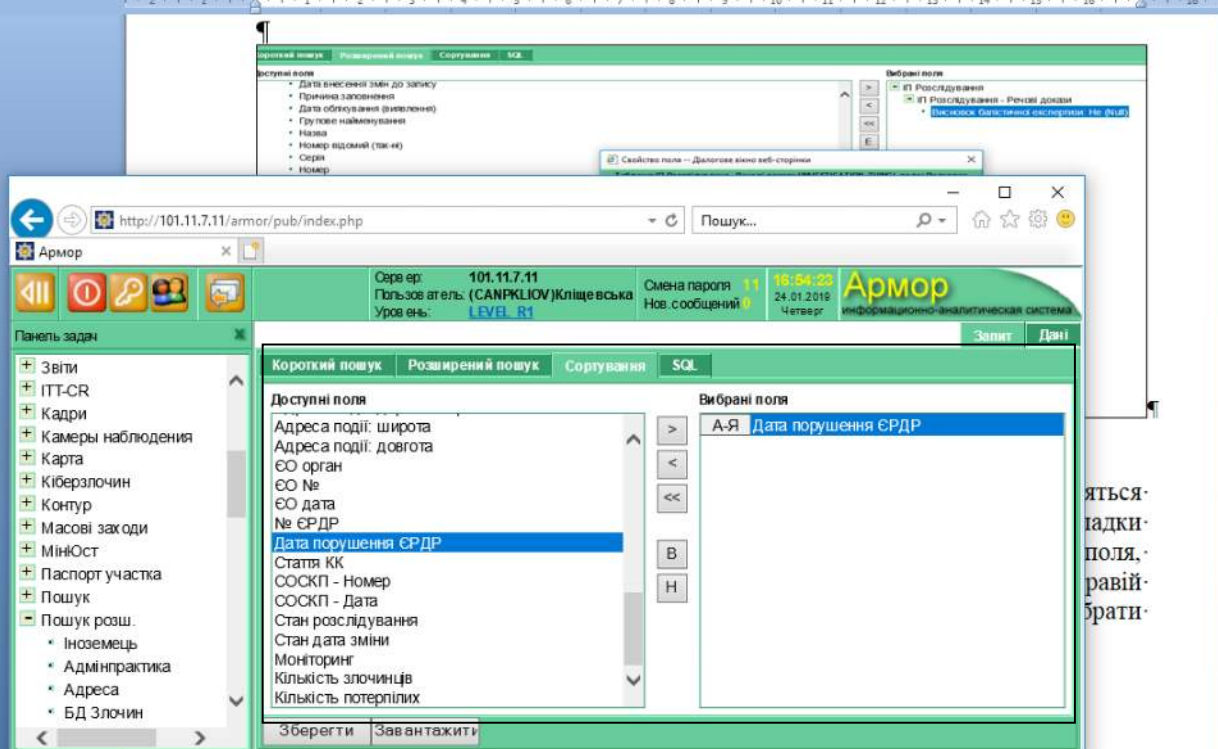 ¶
Короткий пошук Розширений пошук Сортування SQL
Доступні поля
Вибрані поля
Дата внесення змін до запису
Причина заповнення
Дата облікування (виявлення)
Групове найменування
Назва
Номер відомий (так-ні)
Серія
Номер
>
<
<<
Е
ІП Розслідування
ІП Розслідування - Речові докази
Висновок балістичної експертизи: Не (Null)
Свойства поля -- Діалогове вікно веб-сторінки
http://101.11.7.11/armor/pub/index.php
Пошук...
Армор
Сервер: 101.11.7.11
Пользователь: (CANPKLIOV)Кліщевська
Уровень: LEVEL_R1
Смена пароля 11
Нов.сообщений 0
16:54:23
24.01.2019
Четверг
Армор
информационно-аналитическая система
Панель задач
Запит Дані
Звіти
ITT-CR
Кадри
Камеры наблюдения
Карта
Кіберзлочин
Контур
Масові заходи
МінЮст
Паспорт участка
Пошук
Пошук розш.
Іноземець
Адмінпрактика
Адреса
БД Злочин
Короткий пошук Розширений пошук Сортування SQL
Доступні поля
Адреса події: широта
Адреса події: довгота
ЄО орган
ЄО №
ЄО дата
№ ЄРДР
Дата порушення ЄРДР
Стаття КК
СОСКП - Номер
СОСКП - Дата
Стан розслідування
Стан дата зміни
Моніторинг
Кількість злочинців
Кількість потерпілих
>
<
<<
В
Н
Вибрані поля
А-Я Дата порушення ЄРДР
Зберегти Завантажити
¶
яться·
адки·
поля,·
равій·
брати·